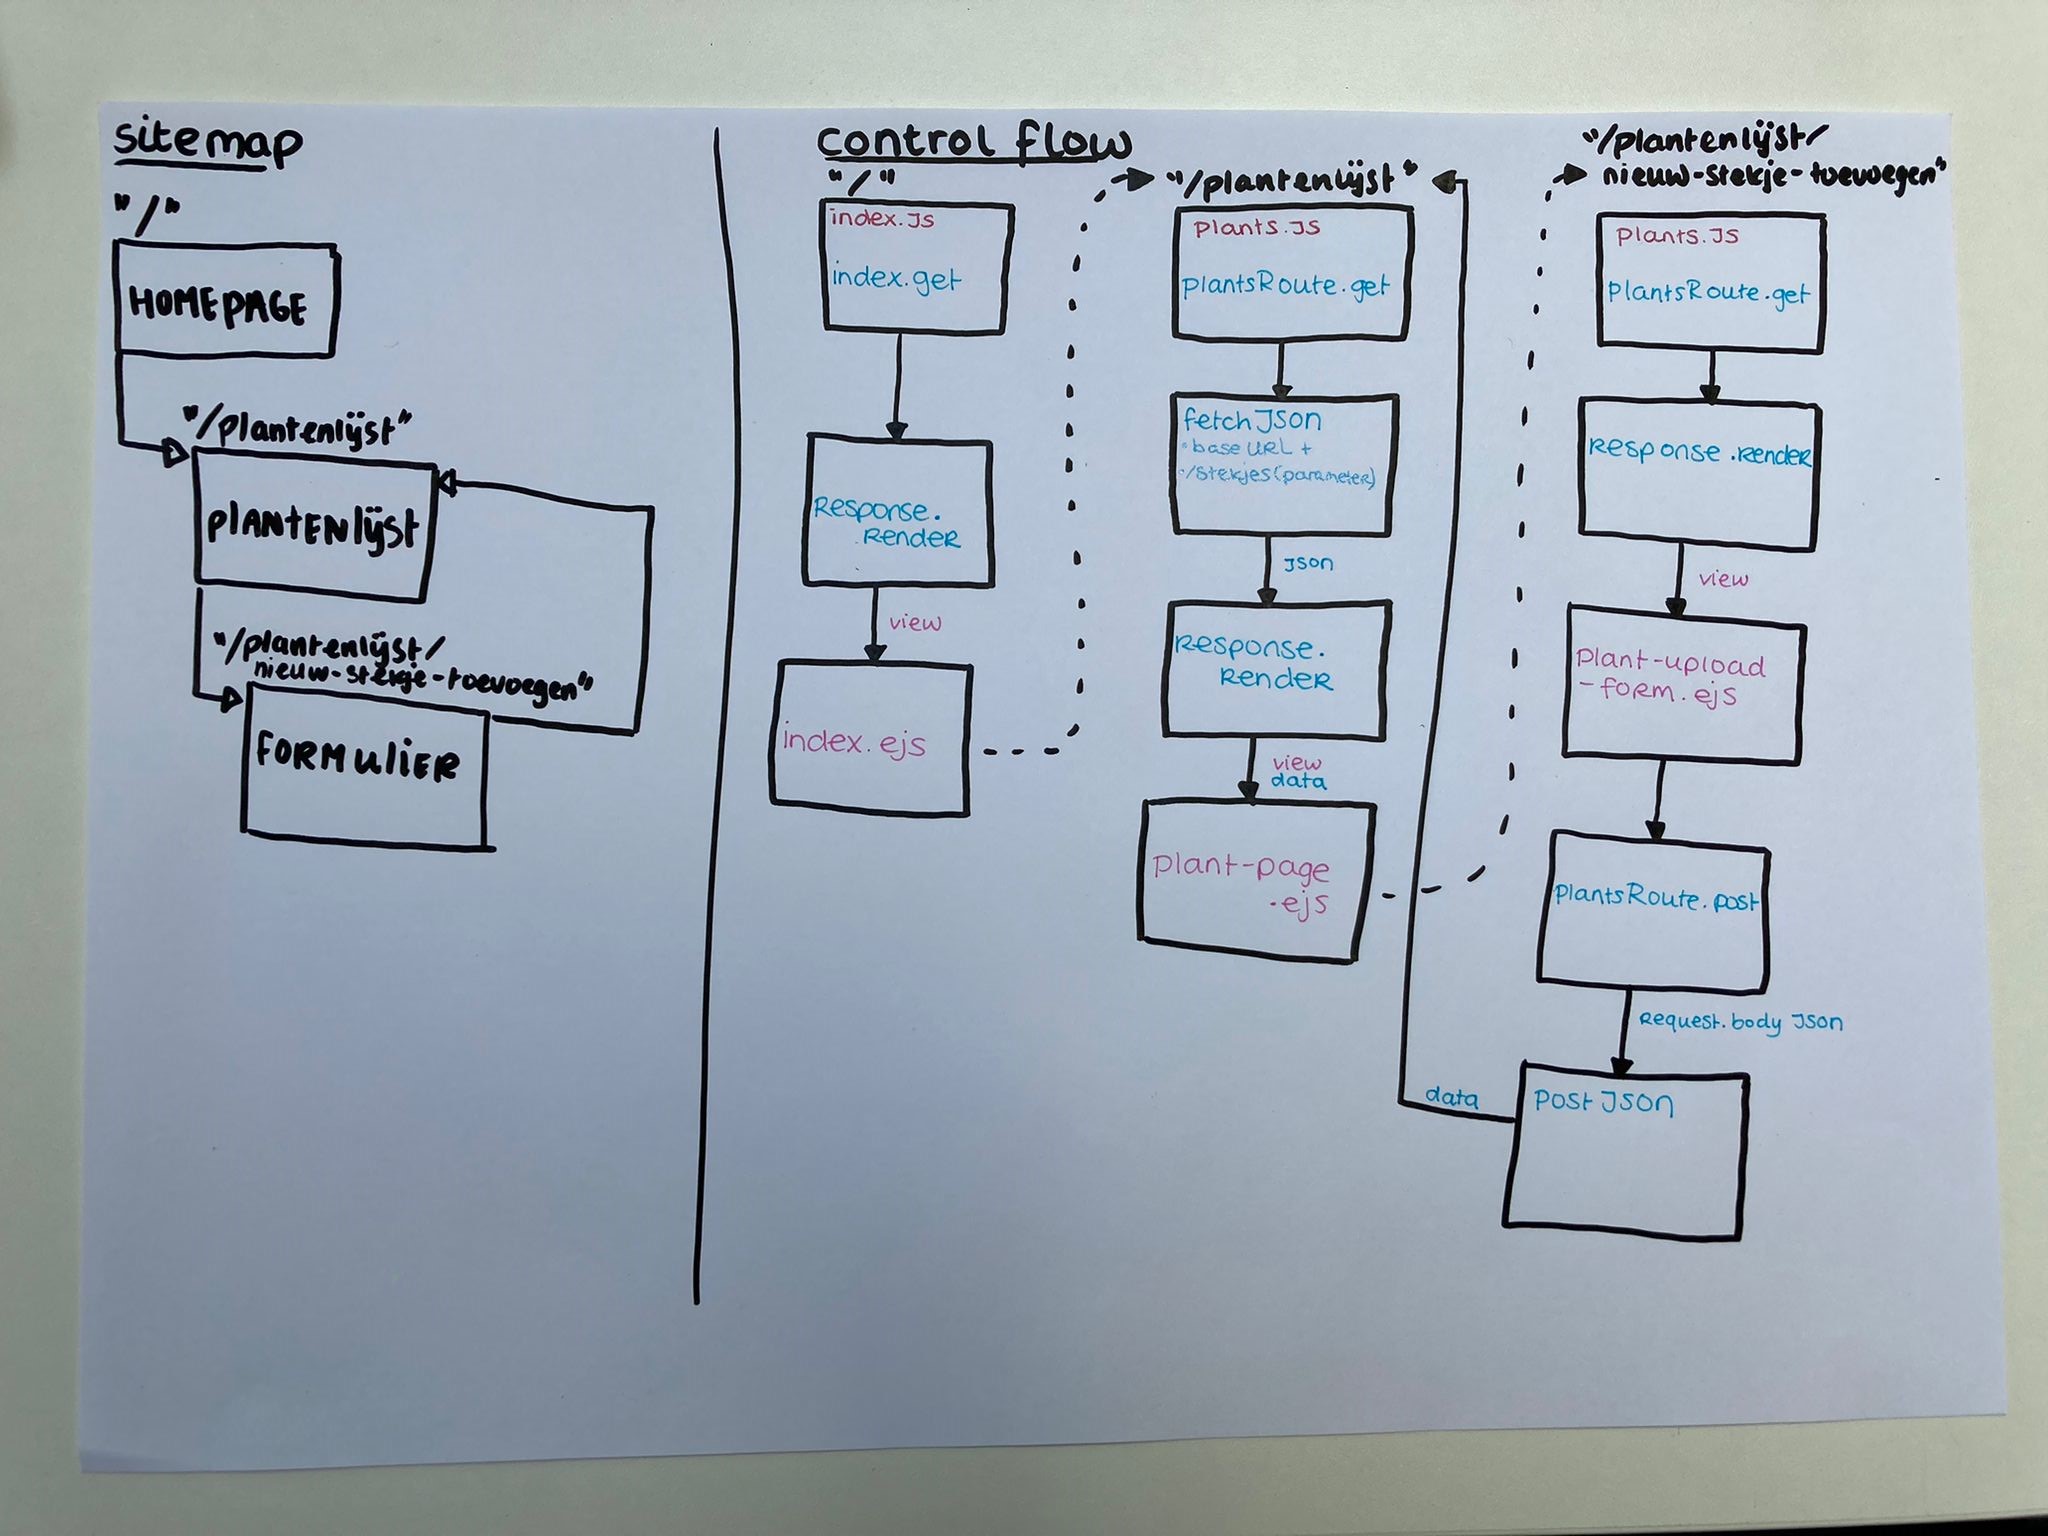 sitemap
"/"
HOMEPAGE
"/plantenlijst"
PLANTENlijst
"/plantenlijst/
nieuw-stekje-toevoegen"
FORMULIER
control flow
"/"
index.Js
index.get
Response.
.render
view
index.ejs
"/plantenlijst"
plants.Js
plantsRoute.get
fetchJson
• base URL +
• /stekjes(parameter)
Json
Response.
render
view
data
plant-page
.ejs
"/plantenlijst/
nieuw-stekje-toevoegen"
plants.Js
plantsRoute.get
Response.render
view
plant-upload
-form.ejs
plantsRoute.post
Request.body Json
postJson
data